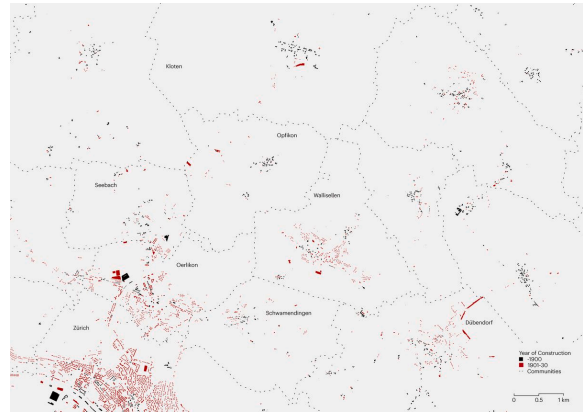 Kloten
Opfikon
Seebach
Wallisellen
Oerlikon
Schwamendingen
Zürich
Dübendorf
Year of Construction
-1900
1901-30
Communities
0 0.5 1 km